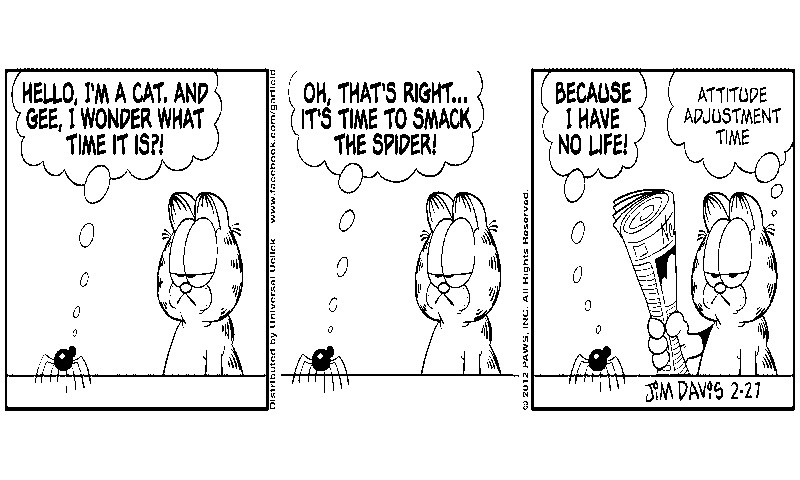 HELLO, I'M A CAT. AND
GEE, I WONDER WHAT
TIME IT IS?!
Distributed by Universal Uclick
www.facebook.com/garfield
OH, THAT'S RIGHT...
IT'S TIME TO SMACK
THE SPIDER!
© 2012 PAWS, INC. All Rights Reserved.
BECAUSE
I HAVE
NO LIFE!
ATTITUDE
ADJUSTMENT
TIME
JIM DAVIS 2-27